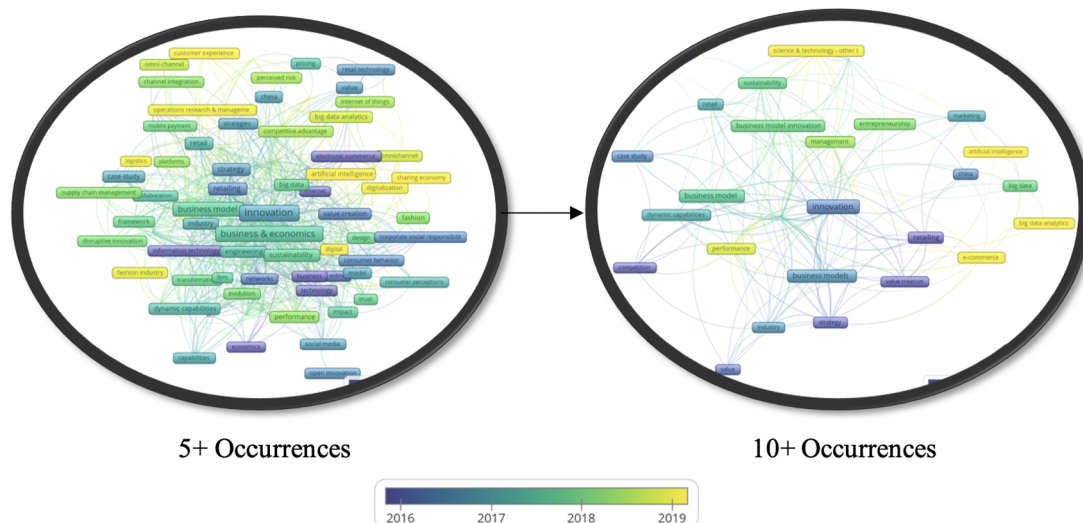 customer experience
omni-channel
pricing
retail technology
channel integration
perceived risk
value
china
internet of things
operations research & manageme
big data analytics
mobile payment
strategies
competitive advantage
retail
logistics
platforms
electronic commerce
omnichannel
case study
strategy
artificial intelligence
sharing economy
supply chain management
retailing
big data
digitalization
business model
innovation
value creation
fashion
framework
industry
business & economics
design
corporate social responsibilit
disruptive innovation
information technology
engineering
sustainability
digital
consumer behavior
fashion industry
networks
business
model
consumer perceptions
evolution
technology
trust
dynamic capabilities
performance
impact
economics
social media
capabilities
open innovation
science & technology - other t
sustainability
retail
business model innovation
entrepreneurship
marketing
management
case study
artificial intelligence
china
big data
business model
innovation
dynamic capabilities
big data analytics
performance
retailing
e-commerce
competition
business models
value creation
industry
strategy
value
5+ Occurrences
10+ Occurrences
2016 2017 2018 2019